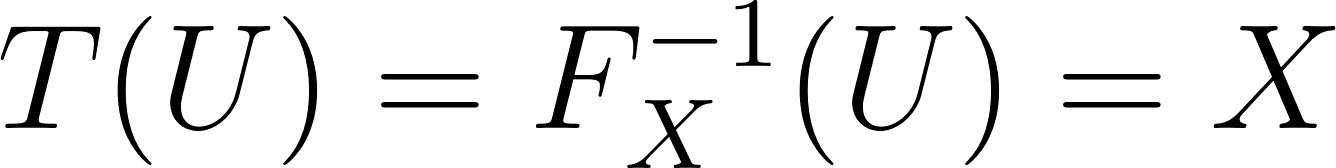 T(U) = F_X^{-1}(U) = X